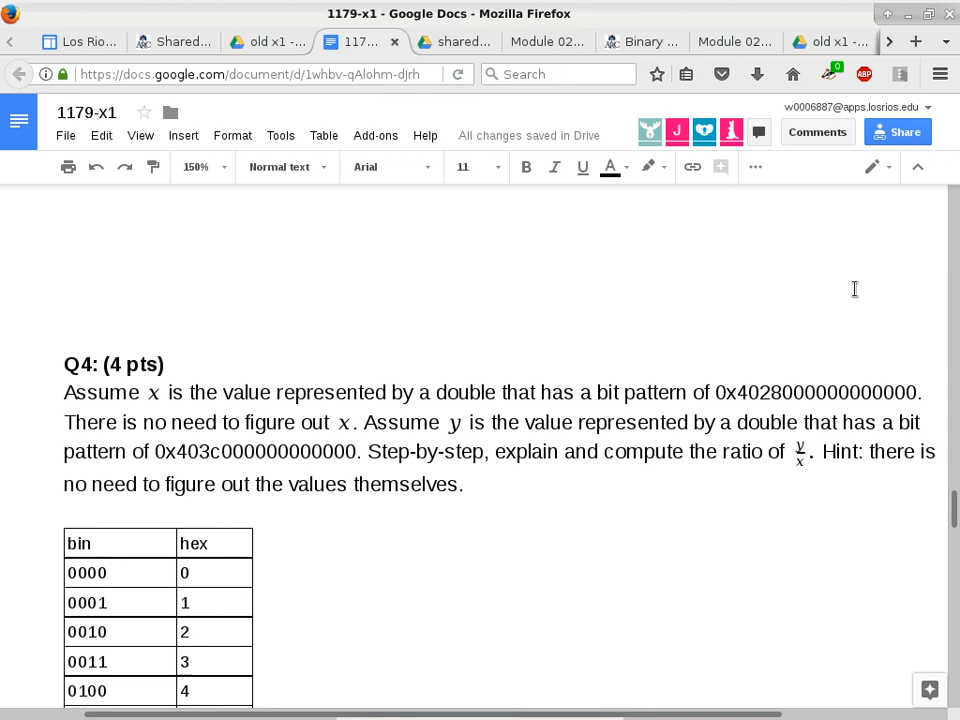 1179-x1 - Google Docs - Mozilla Firefox
Los Rio...
Shared...
old x1 -...
117...
shared...
Module 02...
Binary ...
Module 02...
old x1 -...
https://docs.google.com/document/d/1whbv-qAlohm-dJrh
Search
0
ABP
1179-x1
w0006887@apps.losrios.edu
File Edit View Insert Format Tools Table Add-ons Help All changes saved in Drive
J
Comments
Share
150% Normal text Arial 11 B I U A
Q4: (4 pts)
Assume x is the value represented by a double that has a bit pattern of 0x4028000000000000.
There is no need to figure out x. Assume y is the value represented by a double that has a bit
pattern of 0x403c000000000000. Step-by-step, explain and compute the ratio of y/x. Hint: there is
no need to figure out the values themselves.
bin hex
0000 0
0001 1
0010 2
0011 3
0100 4